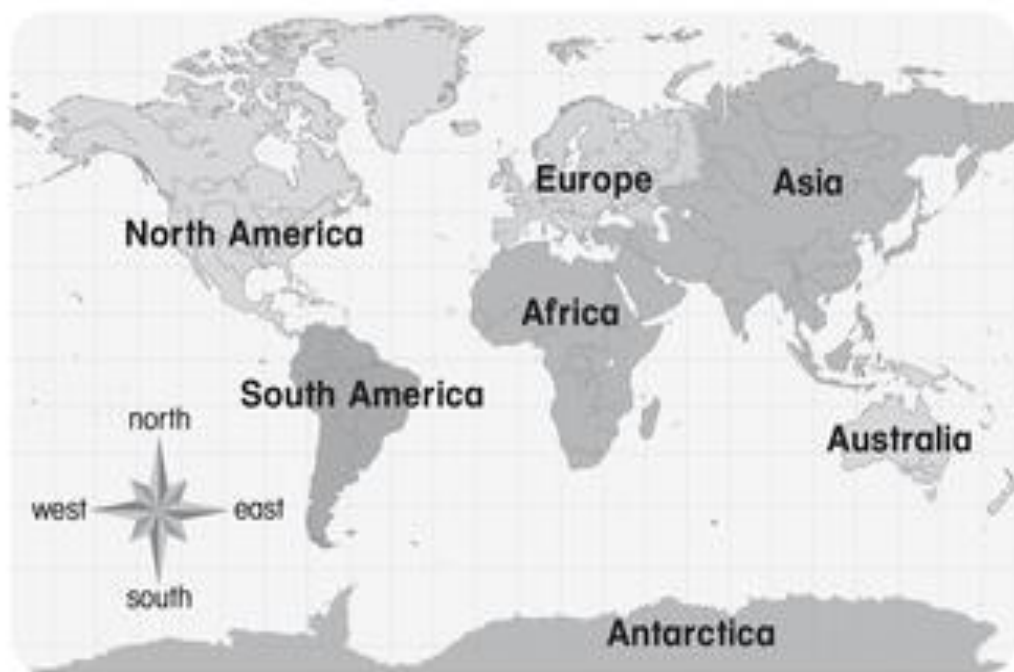 Europe
Asia
North America
Africa
South America
north
Australia
west
east
south
Antarctica